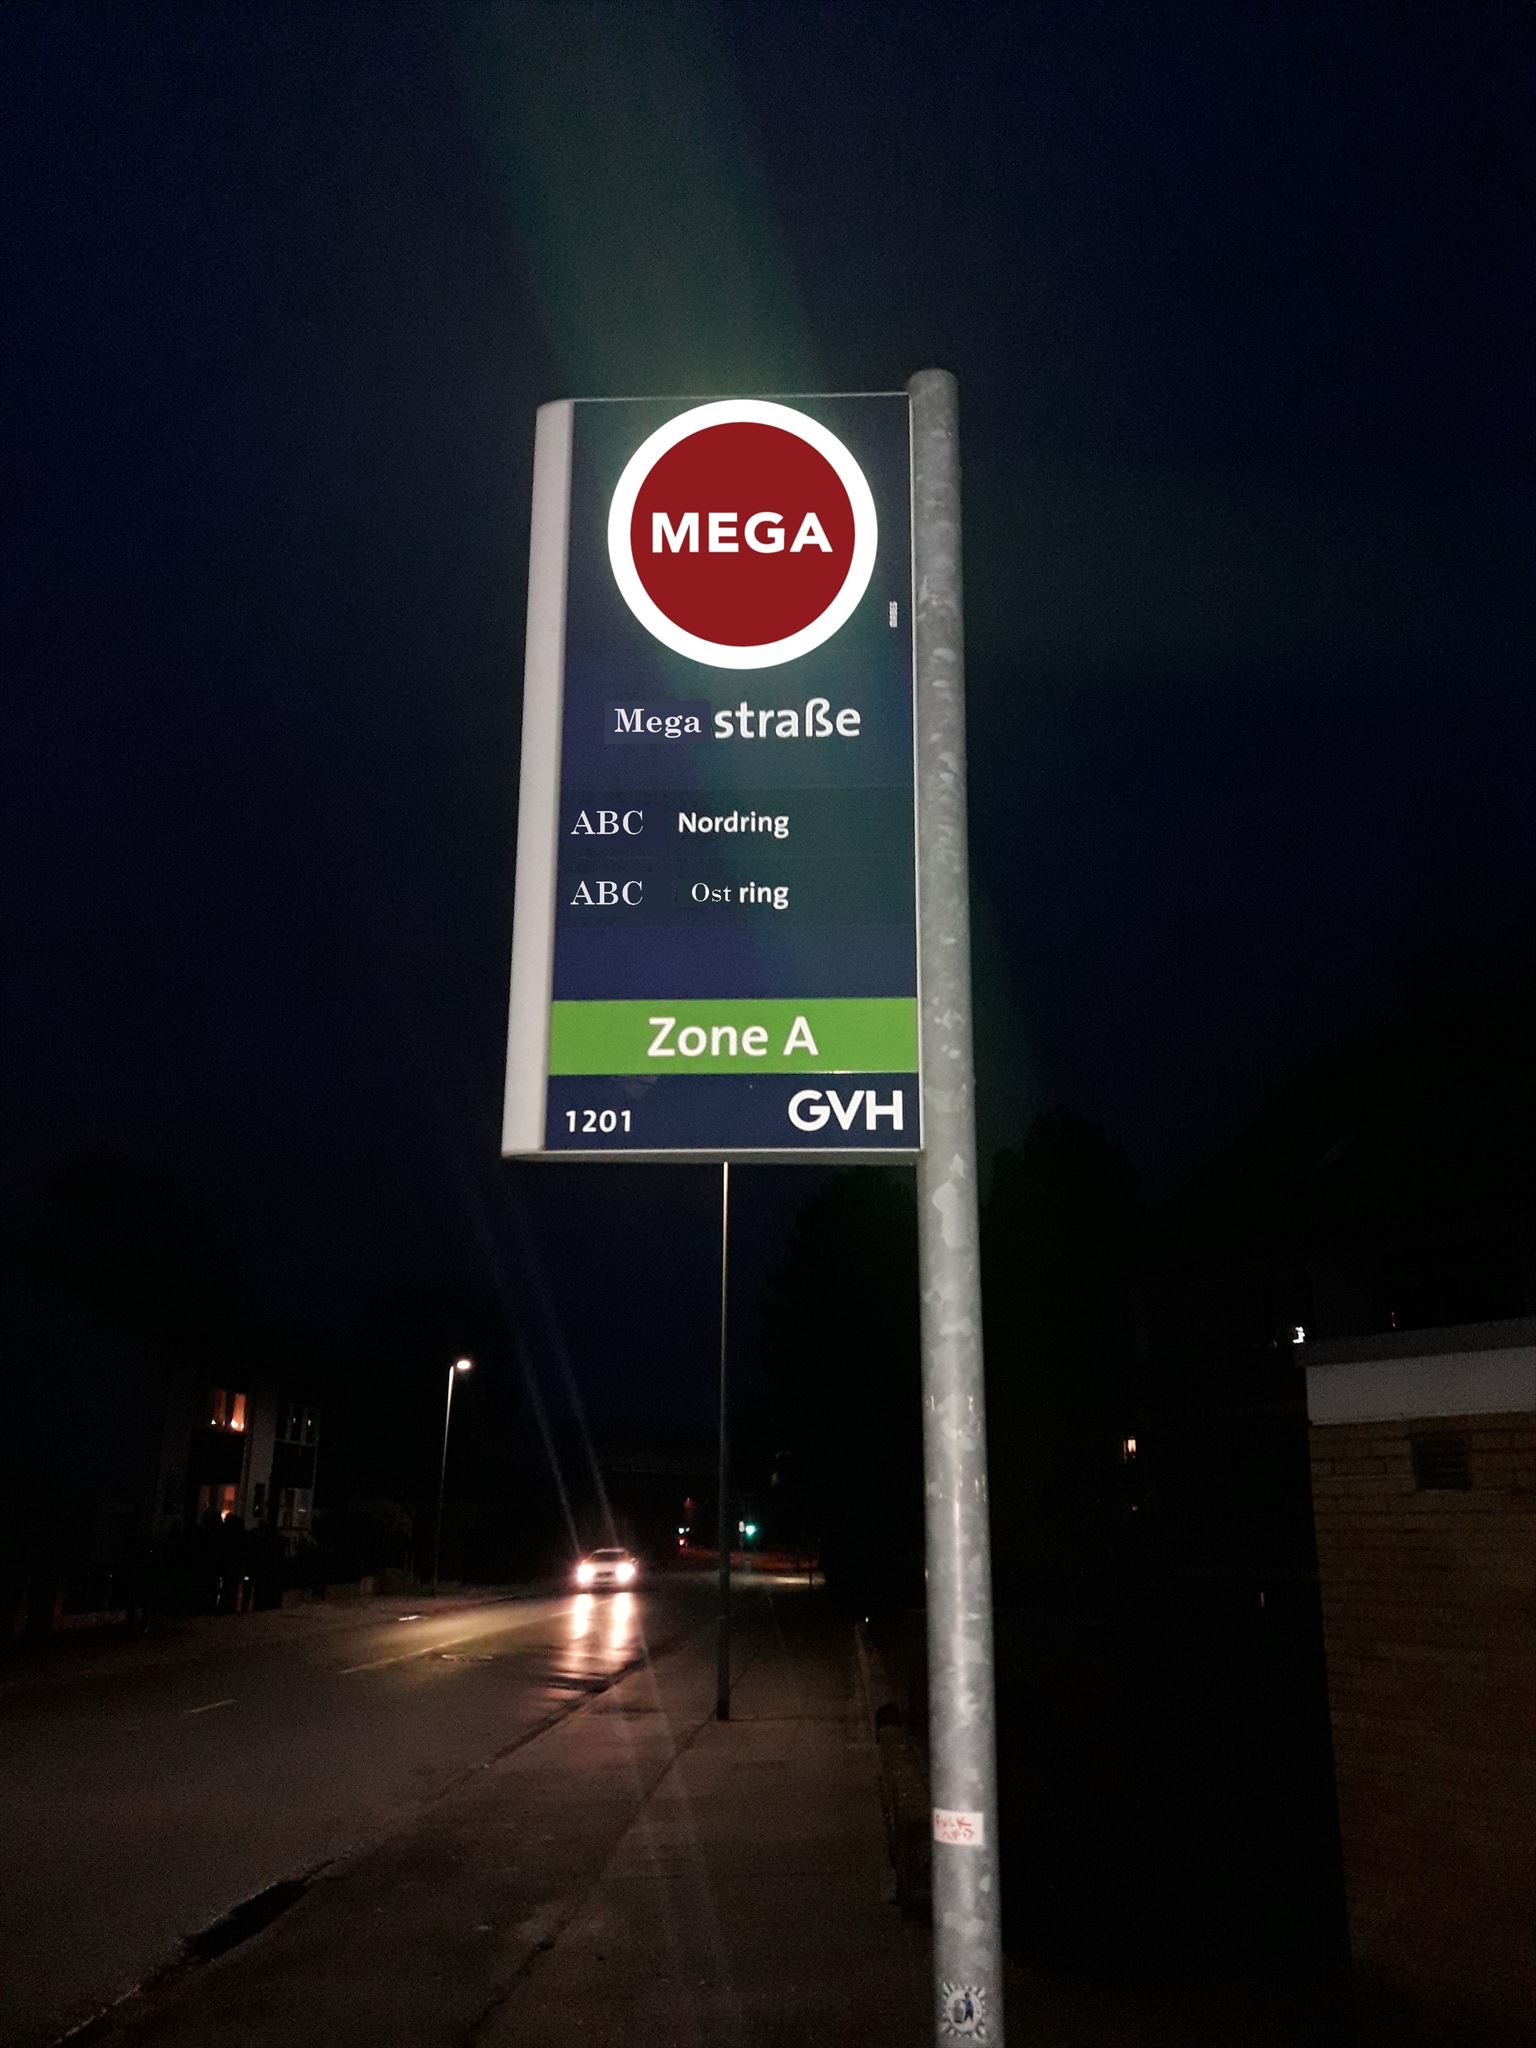 MEGA
Mega straße
ABC Nordring
ABC Ost ring
Zone A
1201 GVH